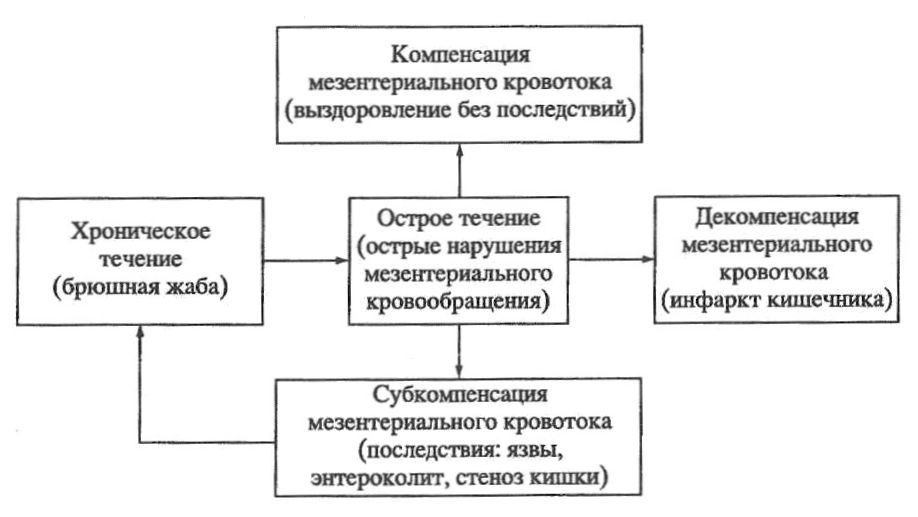 Компенсация
мезентериального кровотока
(выздоровление без последствий)
Хроническое
течение
(брюшная жаба)
Острое течение
(острые нарушения
мезентериального
кровообращения)
Декомпенсация
мезентериального
кровотока
(инфаркт кишечника)
Субкомпенсация
мезентериального кровотока
(последствия: язвы,
энтероколит, стеноз кишки)